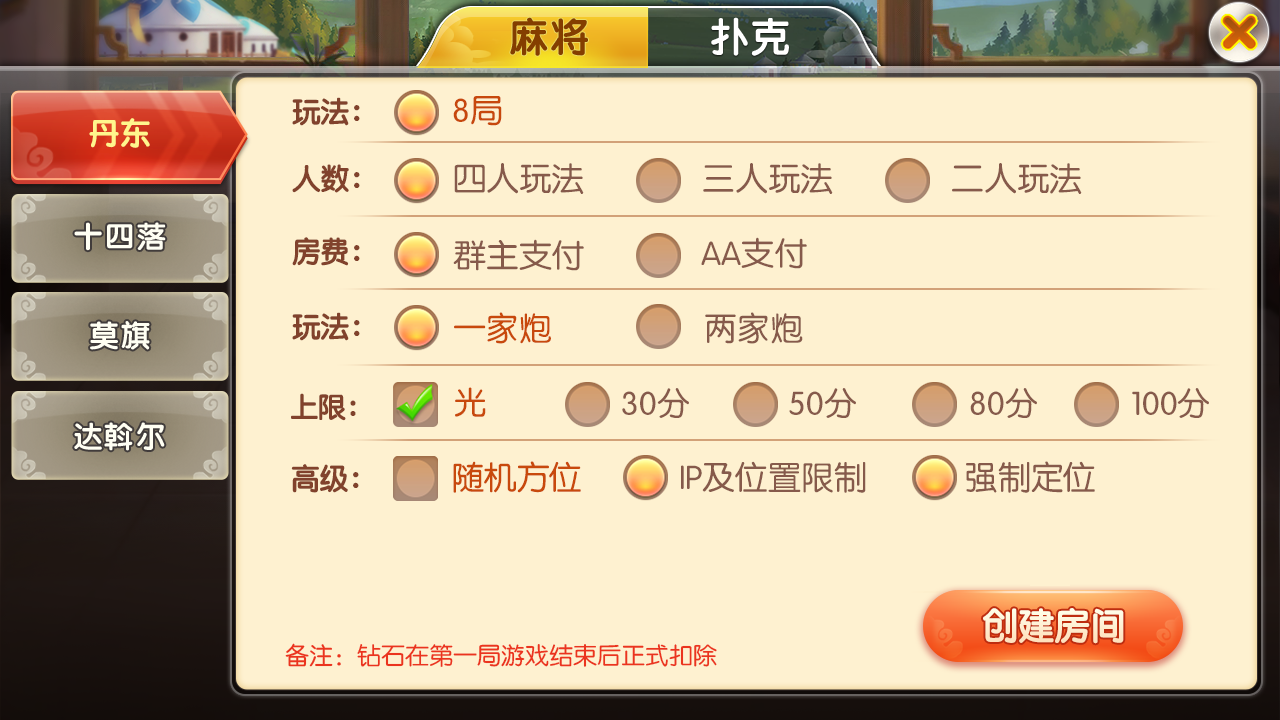 麻将 扑克
丹东
十四落
莫旗
达斡尔
玩法: 8局
人数: 四人玩法 三人玩法 二人玩法
房费: 群主支付 AA支付
玩法: 一家炮 两家炮
上限: 光 30分 50分 80分 100分
高级: 随机方位 IP及位置限制 强制定位
创建房间
备注: 钻石在第一局游戏结束后正式扣除